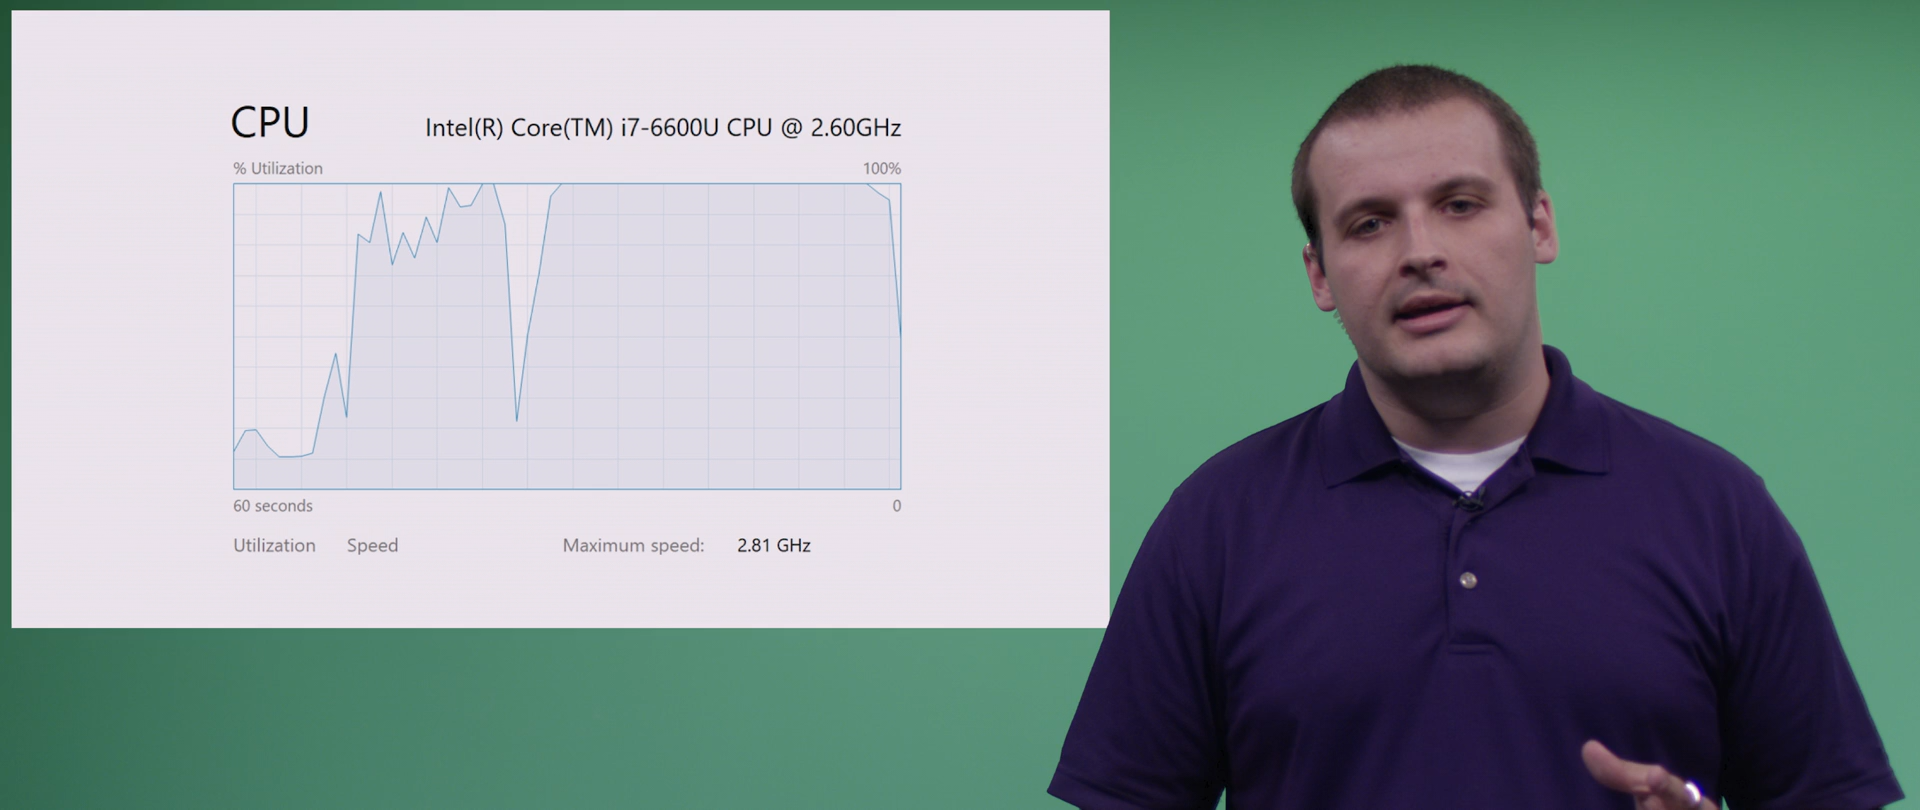 CPU Intel(R) Core(TM) i7-6600U CPU @ 2.60GHz
% Utilization 100%
60 seconds 0
Utilization Speed Maximum speed: 2.81 GHz